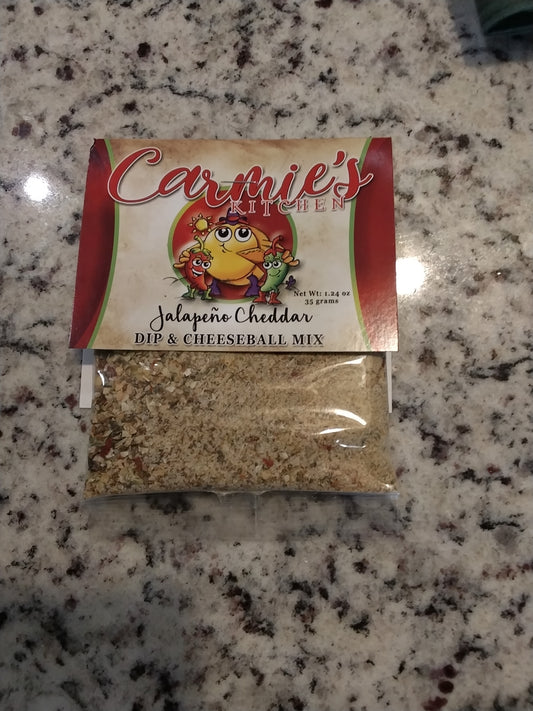 Carmie's
KITCHEN
Net Wt: 1.24 oz
35 grams
Jalapeño Cheddar
DIP & CHEESEBALL MIX